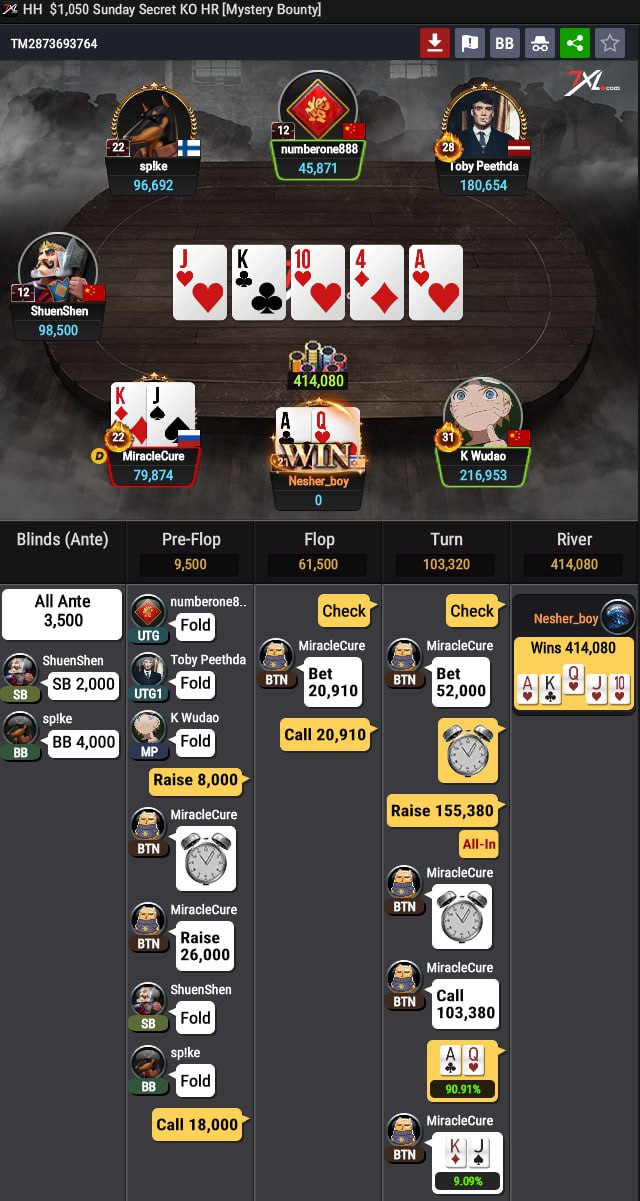 7XL HH $1,050 Sunday Secret KO HR [Mystery Bounty]
TM2873693764
BB
7XL.com
22
sp!ke
96,692
12
numberone888
45,871
28
Toby Peethda
180,654
12
ShuenShen
98,500
J K 10 4 A
414,080
K J
22
D
MiracleCure
79,874
A Q
WIN
Nesher_boy
0
31
K Wudao
216,953
Blinds (Ante)
Pre-Flop
9,500
Flop
61,500
Turn
103,320
River
414,080
All Ante
3,500
ShuenShen
SB
SB 2,000
sp!ke
BB
BB 4,000
numberone8..
UTG
Fold
Toby Peethda
UTG1
Fold
K Wudao
MP
Fold
Raise 8,000
MiracleCure
BTN
MiracleCure
BTN
Raise
26,000
ShuenShen
SB
Fold
sp!ke
BB
Fold
Call 18,000
Check
MiracleCure
BTN
Bet
20,910
Call 20,910
Check
MiracleCure
BTN
Bet
52,000
Raise 155,380
All-In
MiracleCure
BTN
MiracleCure
BTN
Call
103,380
A Q
90.91%
MiracleCure
BTN
K J
9.09%
Nesher_boy
Wins 414,080
A K Q J 10